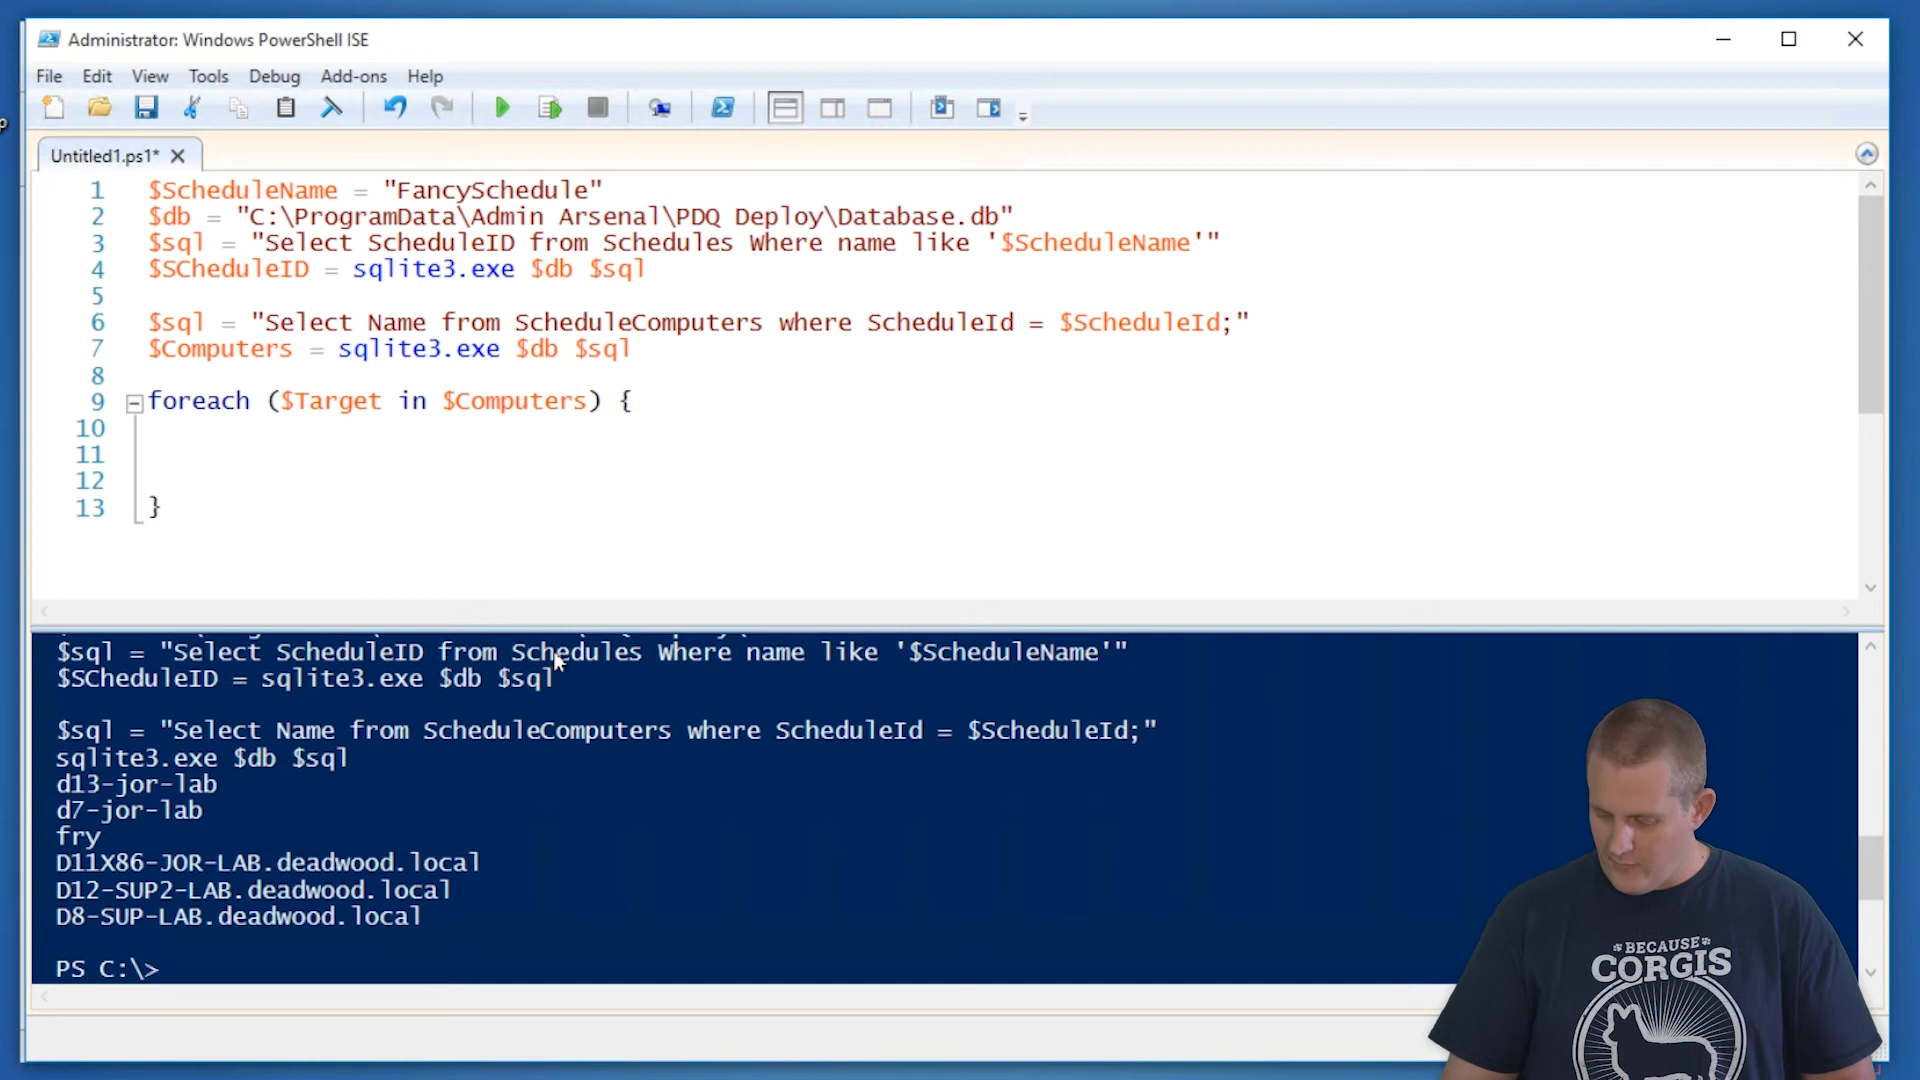 Administrator: Windows PowerShell ISE
File Edit View Tools Debug Add-ons Help
Untitled1.ps1*
1 $ScheduleName = "FancySchedule"
2 $db = "C:\ProgramData\Admin Arsenal\PDQ Deploy\Database.db"
3 $sql = "Select ScheduleID from Schedules Where name like '$ScheduleName'"
4 $SCheduleID = sqlite3.exe $db $sql
5
6 $sql = "Select Name from ScheduleComputers where ScheduleId = $ScheduleId;"
7 $Computers = sqlite3.exe $db $sql
8
9 foreach ($Target in $Computers) {
10
11
12
13 }
$sql = "Select ScheduleID from Schedules Where name like '$ScheduleName'"
$SCheduleID = sqlite3.exe $db $sql
$sql = "Select Name from ScheduleComputers where ScheduleId = $ScheduleId;"
sqlite3.exe $db $sql
d13-jor-lab
d7-jor-lab
fry
D11X86-JOR-LAB.deadwood.local
D12-SUP2-LAB.deadwood.local
D8-SUP-LAB.deadwood.local
PS C:\>
BECAUSE
CORGIS